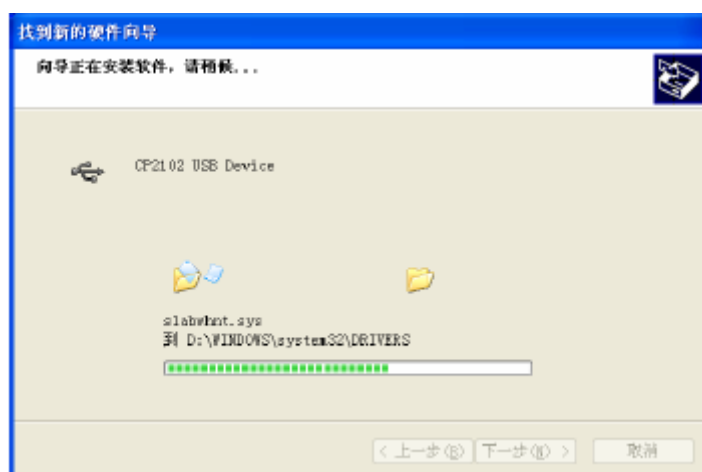 找到新的硬件向导
向导正在安装软件，请稍候...
CP2102 USB Device
slabwhnt.sys
到 D:\WINDOWS\system32\DRIVERS
< 上一步(B) 下一步(N) > 取消